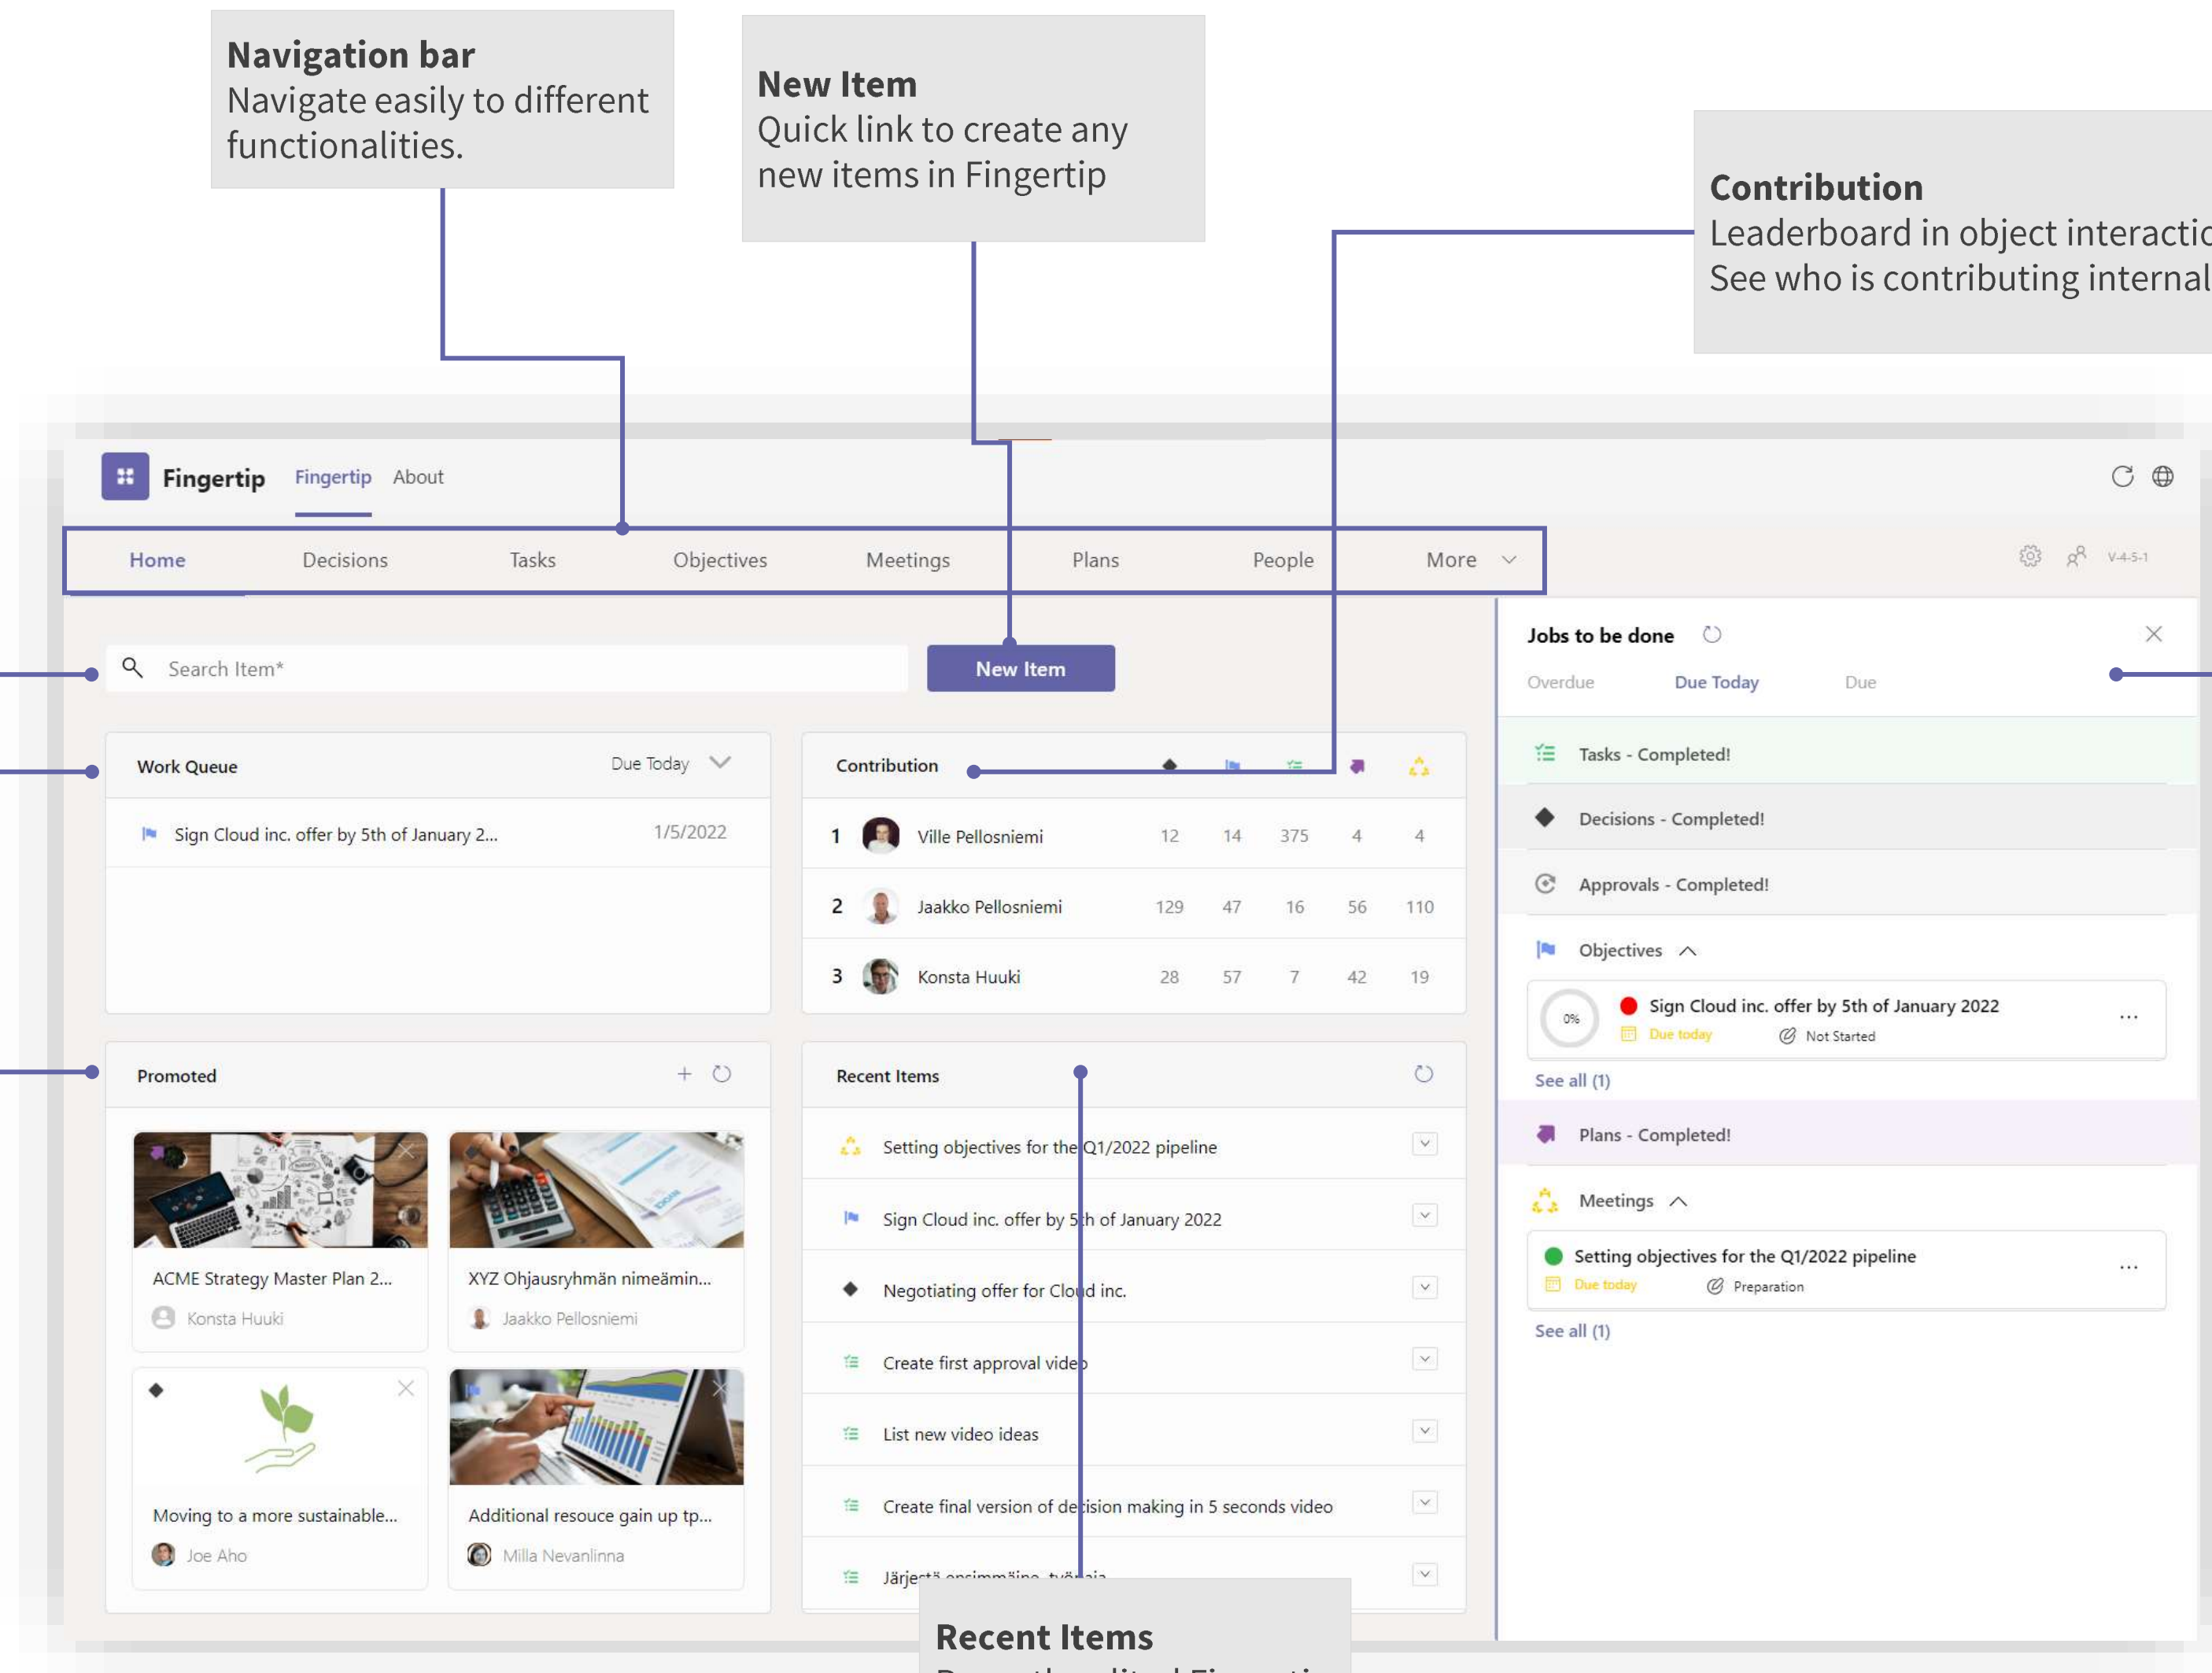 Navigation bar
Navigate easily to different
functionalities.
New Item
Quick link to create any
new items in Fingertip
Contribution
Leaderboard in object
See who is contributing
Fingertip Fingertip About
Home Decisions Tasks Objectives Meetings Plans People More
V-4-5-1
Search Item*
New Item
Work Queue Due Today
Sign Cloud inc. offer by 5th of January 2... 1/5/2022
Contribution
1 Ville Pellosniemi 12 14 375 4 4
2 Jaakko Pellosniemi 129 47 16 56 110
3 Konsta Huuki 28 57 7 42 19
Promoted
ACME Strategy Master Plan 2...
Konsta Huuki
XYZ Ohjausryhmän nimeämin...
Jaakko Pellosniemi
Moving to a more sustainable...
Joe Aho
Additional resouce gain up tp...
Milla Nevanlinna
Recent Items
Setting objectives for the Q1/2022 pipeline
Sign Cloud inc. offer by 5th of January 2022
Negotiating offer for Cloud inc.
Create first approval video
List new video ideas
Create final version of decision making in 5 seconds video
Järjestä
Jobs to be done
Overdue Due Today Due
Tasks - Completed!
Decisions - Completed!
Approvals - Completed!
Objectives
0%
Sign Cloud inc. offer by 5th of January 2022
Due today Not Started
See all (1)
Plans - Completed!
Meetings
Setting objectives for the Q1/2022 pipeline
Due today Preparation
See all (1)
Recent Items